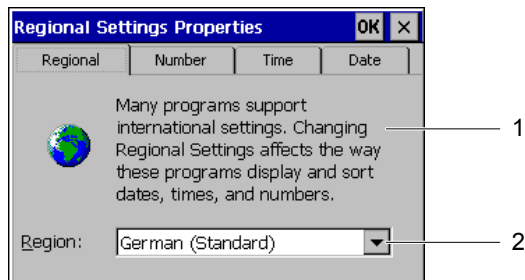 Regional Settings Properties OK ×
Regional Number Time Date
Many programs support
international settings. Changing
Regional Settings affects the way
these programs display and sort
dates, times, and numbers.
1
Region: German (Standard)
2